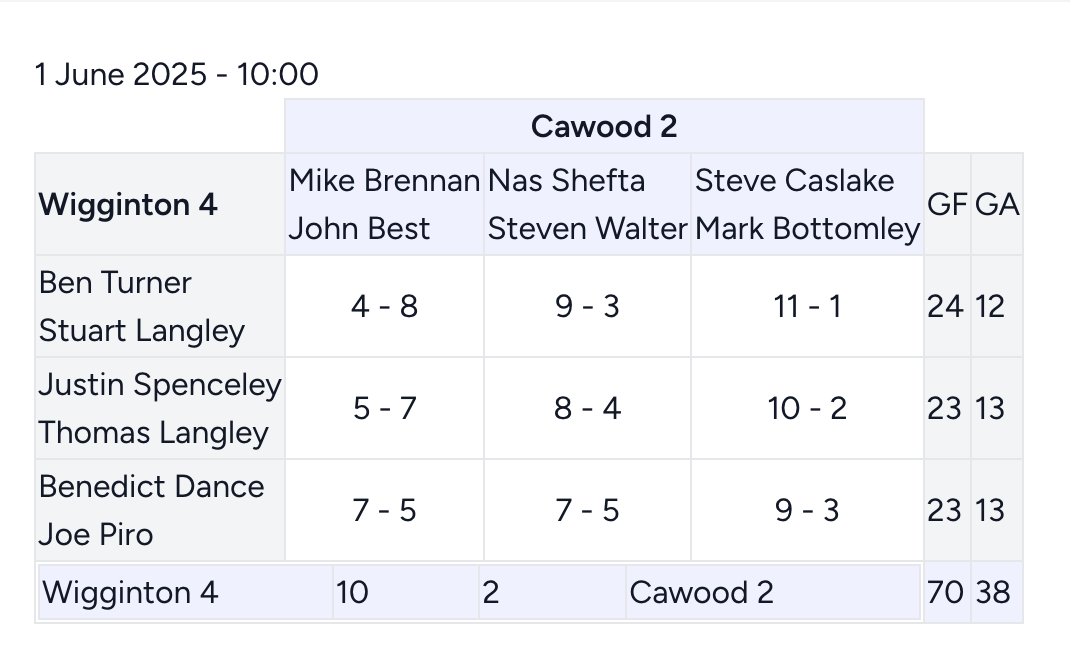 1 June 2025 - 10:00
Cawood 2
Wigginton 4
Mike Brennan
John Best
Nas Shefta
Steven Walter
Steve Caslake
Mark Bottomley
GF
GA
Ben Turner
Stuart Langley
4 - 8
9 - 3
11 - 1
24
12
Justin Spenceley
Thomas Langley
5 - 7
8 - 4
10 - 2
23
13
Benedict Dance
Joe Piro
7 - 5
7 - 5
9 - 3
23
13
Wigginton 4
10
2
Cawood 2
70
38